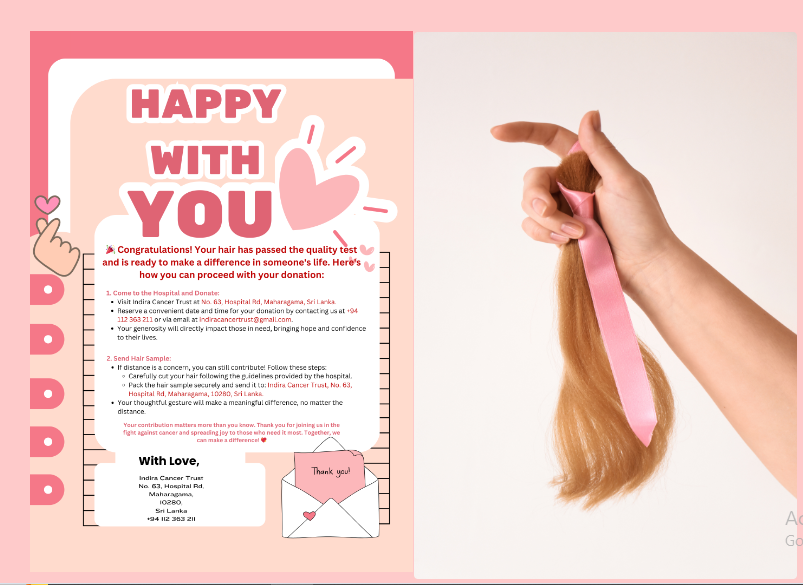 HAPPY
WITH
YOU
🎉 Congratulations! Your hair has passed the quality test
and is ready to make a difference in someone's life. Here's
how you can proceed with your donation:
1. Come to the Hospital and Donate:
• Visit Indira Cancer Trust at No. 63, Hospital Rd, Maharagama, Sri Lanka.
• Reserve a convenient date and time for your donation by contacting us at +94
112 363 211 or via email at indiracancertrust@gmail.com.
• Your generosity will directly impact those in need, bringing hope and confidence
to their lives.
2. Send Hair Sample:
• If distance is a concern, you can still contribute! Follow these steps:
◦ Carefully cut your hair following the guidelines provided by the hospital.
◦ Pack the hair sample securely and send it to: Indira Cancer Trust, No. 63,
Hospital Rd, Maharagama, 10280, Sri Lanka.
• Your thoughtful gesture will make a meaningful difference, no matter the
distance.
Your contribution matters more than you know. Thank you for joining us in the
fight against cancer and spreading joy to those who need it most. Together, we
can make a difference! ❤️
With Love,
Indira Cancer Trust
No. 63, Hospital Rd,
Maharagama,
10280,
Sri Lanka
+94 112 363 211
Thank you!